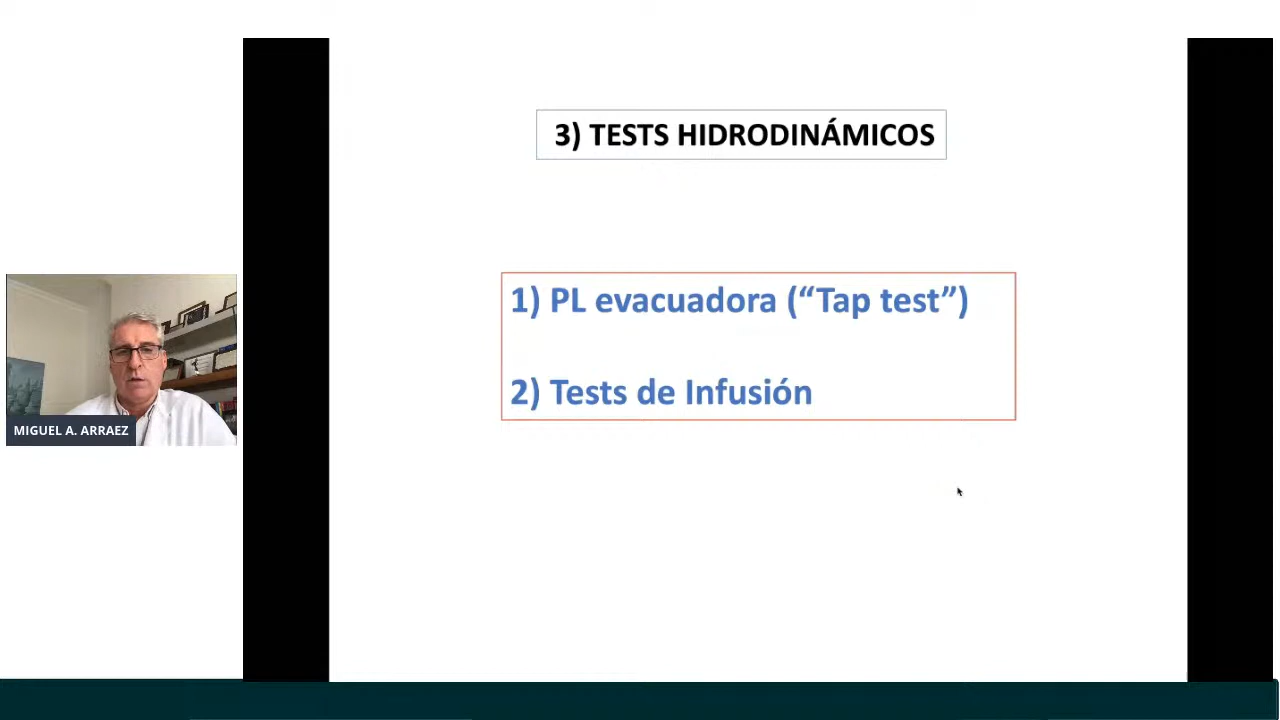 3) TESTS HIDRODINÁMICOS
1) PL evacuadora (“Tap test”)
2) Tests de Infusión
MIGUEL A. ARRAEZ